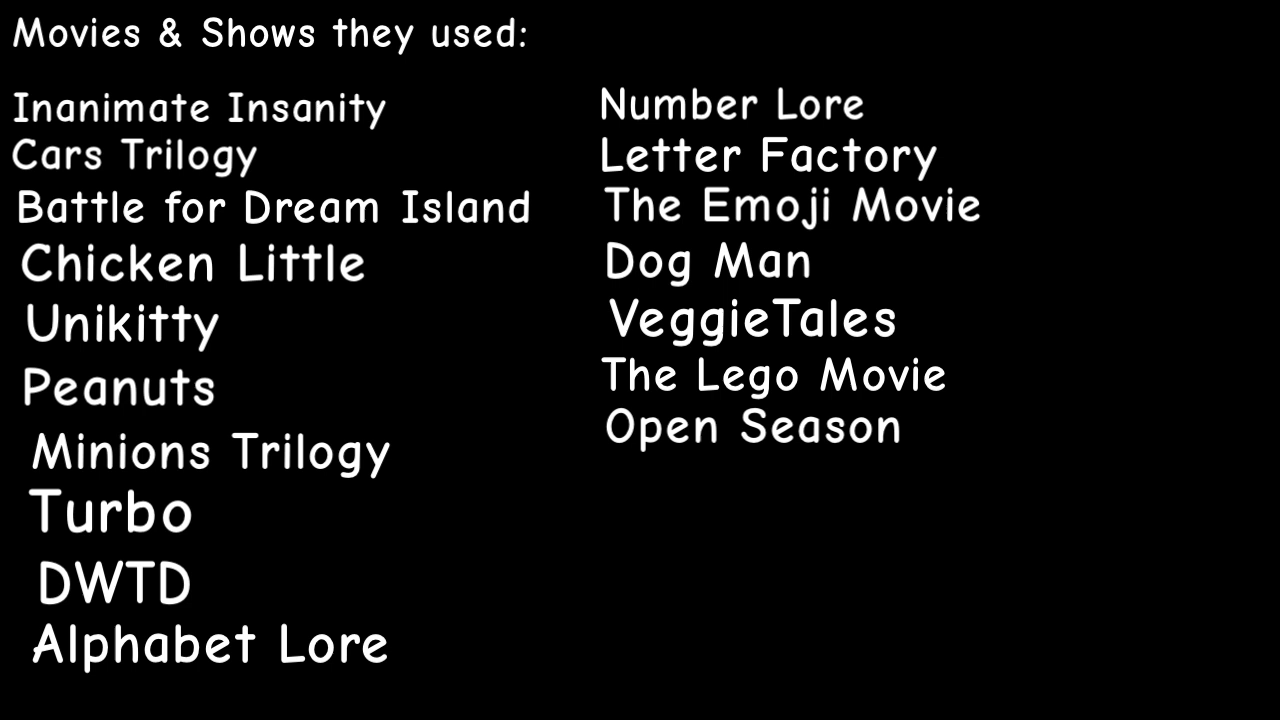 Movies & Shows they used:
Inanimate Insanity
Cars Trilogy
Battle for Dream Island
Chicken Little
Unikitty
Peanuts
Minions Trilogy
Turbo
DWTD
Alphabet Lore
Number Lore
Letter Factory
The Emoji Movie
Dog Man
VeggieTales
The Lego Movie
Open Season